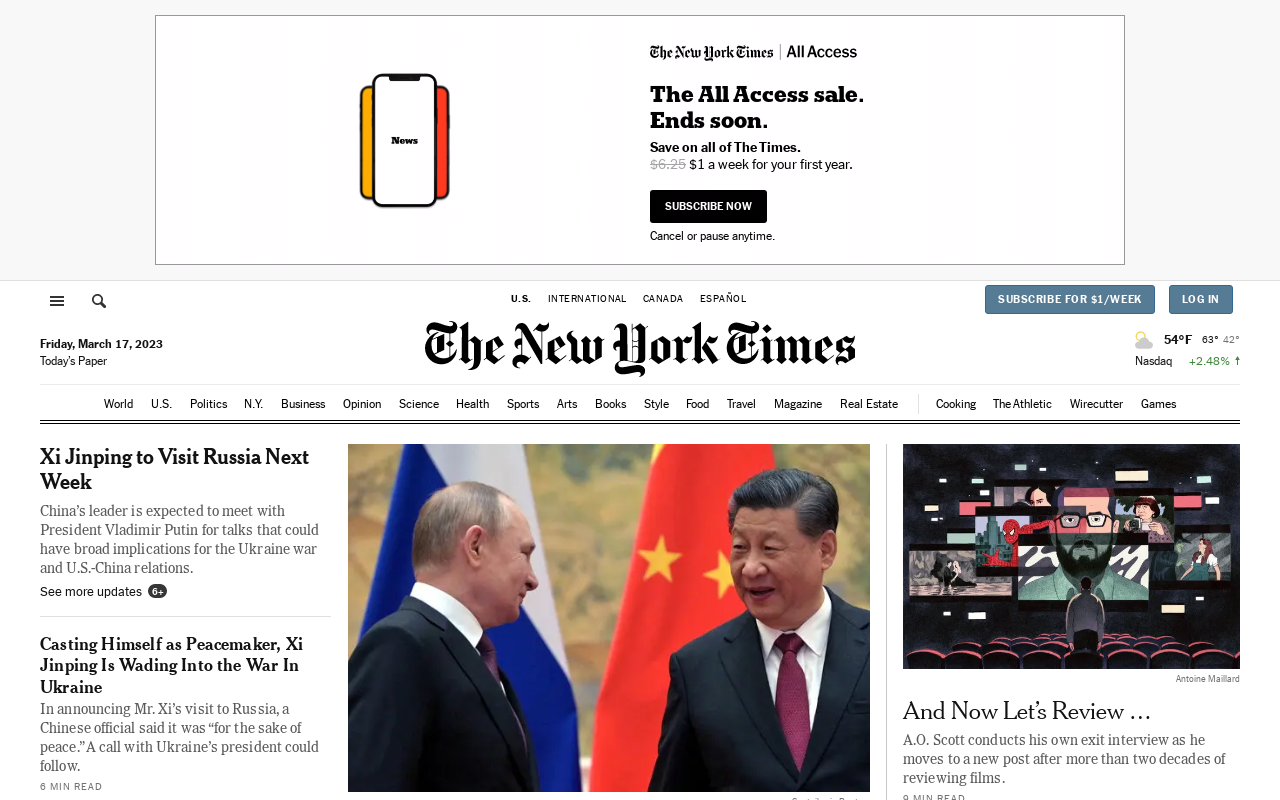 The New York Times | All Access
The All Access sale.
Ends soon.
Save on all of The Times.
$6.25 $1 a week for your first year.
News
SUBSCRIBE NOW
Cancel or pause anytime.
U.S. INTERNATIONAL CANADA ESPAÑOL
SUBSCRIBE FOR $1/WEEK LOG IN
The New York Times
Friday, March 17, 2023
Today's Paper
54°F 63° 42°
Nasdaq +2.48% ↑
World U.S. Politics N.Y. Business Opinion Science Health Sports Arts Books Style Food Travel Magazine Real Estate Cooking The Athletic Wirecutter Games
Xi Jinping to Visit Russia Next
Week
China's leader is expected to meet with
President Vladimir Putin for talks that could
have broad implications for the Ukraine war
and U.S.-China relations.
See more updates 6+
Casting Himself as Peacemaker, Xi
Jinping Is Wading Into the War In
Ukraine
In announcing Mr. Xi's visit to Russia, a
Chinese official said it was “for the sake of
peace.” A call with Ukraine's president could
follow.
6 MIN READ
Antoine Maillard
And Now Let's Review …
A.O. Scott conducts his own exit interview as he
moves to a new post after more than two decades of
reviewing films.
9 MIN READ